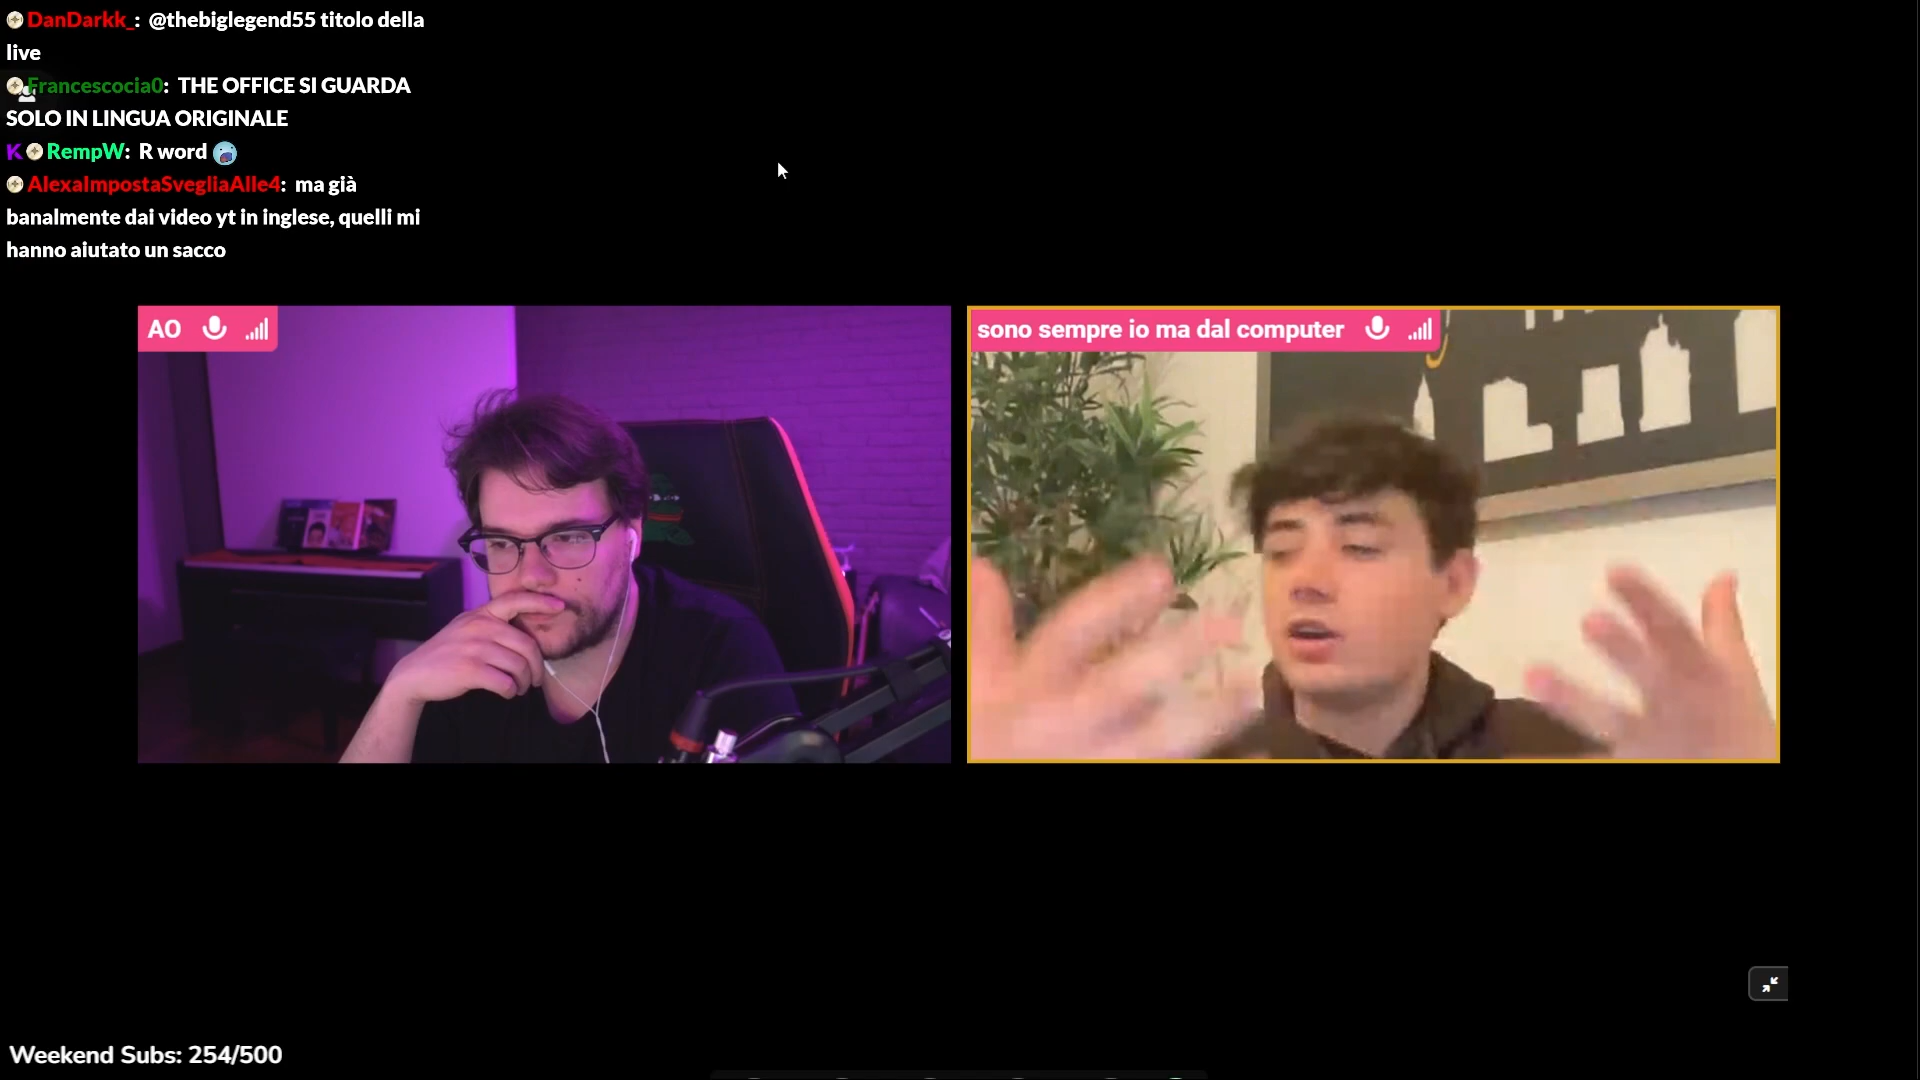 DanDarkk_: @thebiglegend55 titolo della
live
Francescocia0: THE OFFICE SI GUARDA
SOLO IN LINGUA ORIGINALE
K RempW: R word
AlexaImpostaSvegliaAlle4: ma già
banalmente dai video yt in inglese, quelli mi
hanno aiutato un sacco
AO
sono sempre io ma dal computer
Weekend Subs: 254/500